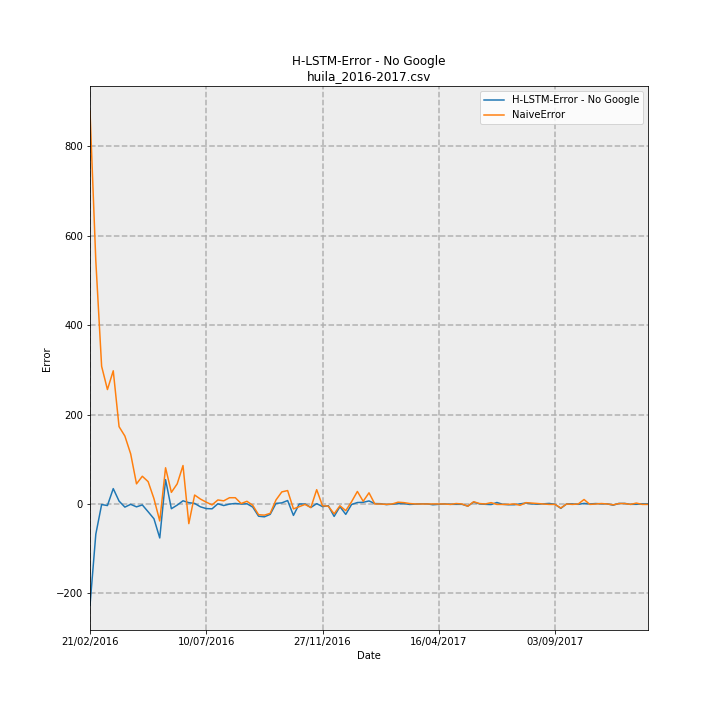 H-LSTM-Error - No Google
huila_2016-2017.csv
H-LSTM-Error - No Google
NaiveError
Error
800
600
400
200
0
−200
21/02/2016
10/07/2016
27/11/2016
16/04/2017
03/09/2017
Date